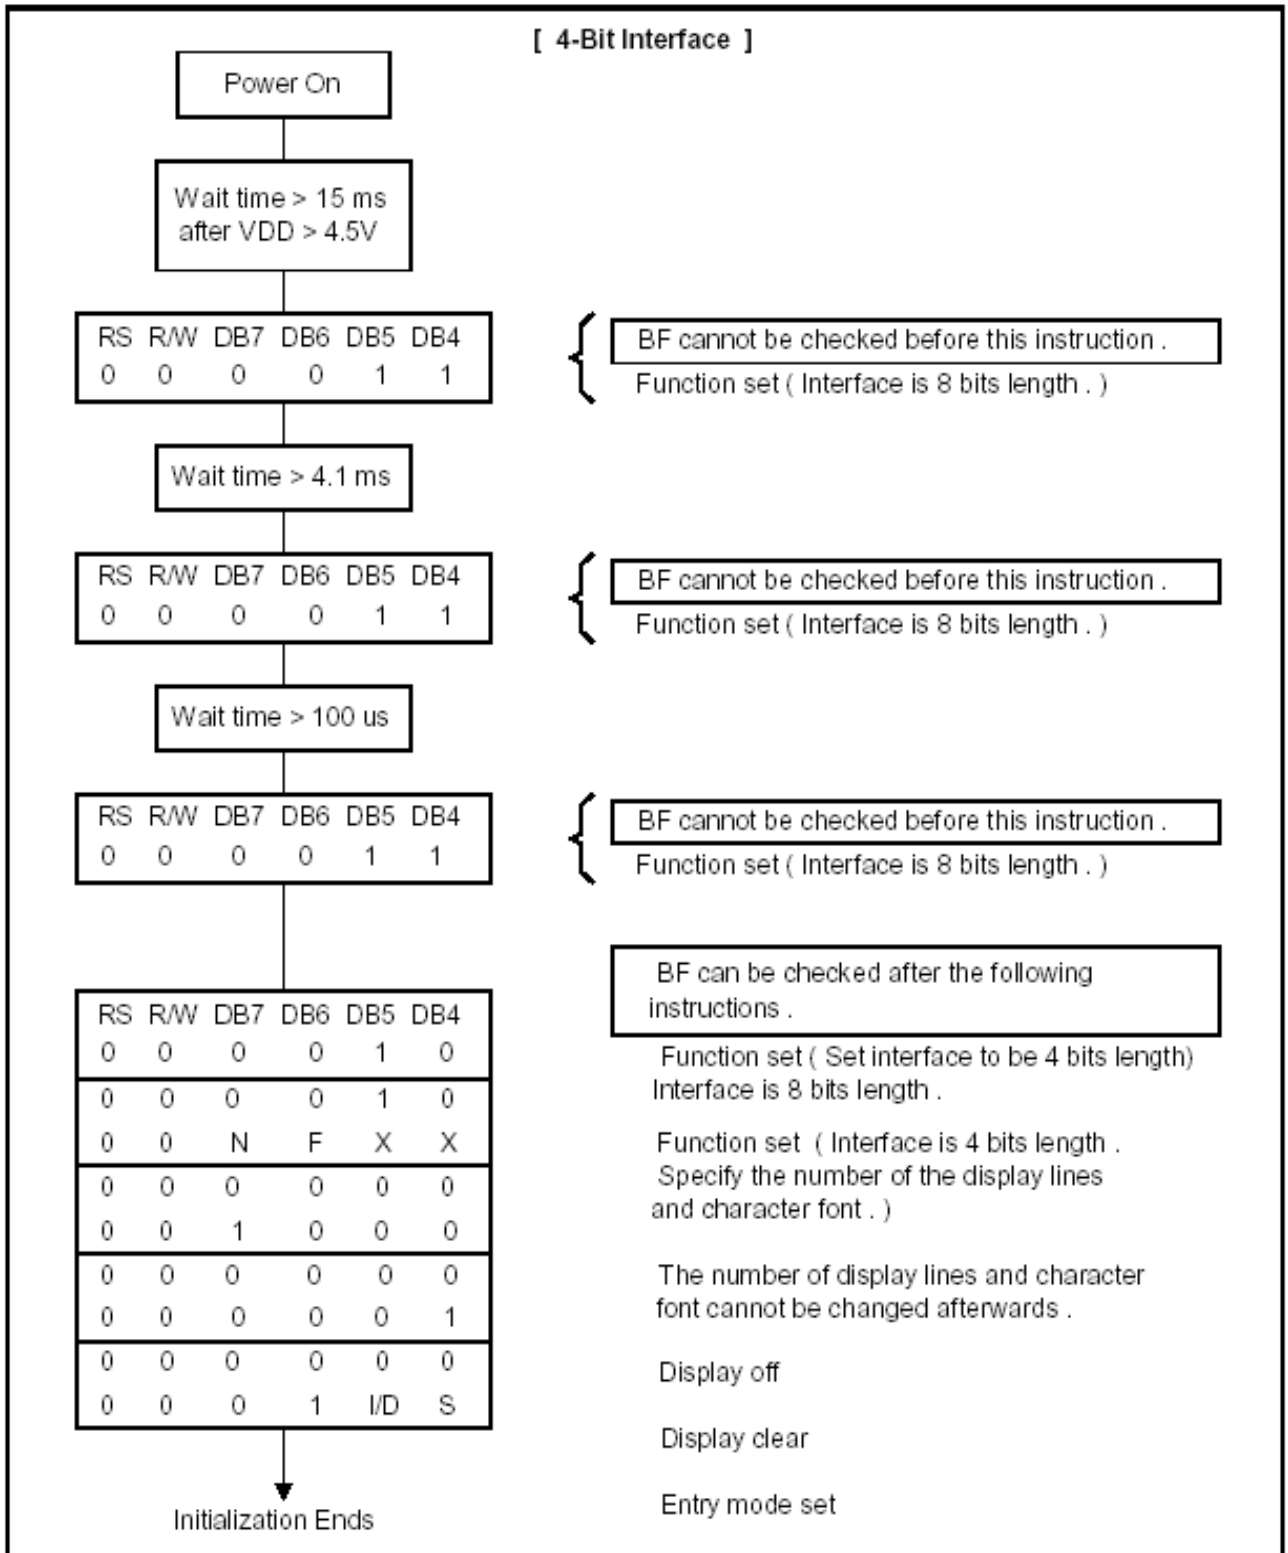 [ 4-Bit Interface ]
Power On
Wait time > 15 ms
after VDD > 4.5V
RS R/W DB7 DB6 DB5 DB4
0 0 0 0 1 1
BF cannot be checked before this instruction .
Function set ( Interface is 8 bits length . )
Wait time > 4.1 ms
RS R/W DB7 DB6 DB5 DB4
0 0 0 0 1 1
BF cannot be checked before this instruction .
Function set ( Interface is 8 bits length . )
Wait time > 100 us
RS R/W DB7 DB6 DB5 DB4
0 0 0 0 1 1
BF cannot be checked before this instruction .
Function set ( Interface is 8 bits length . )
RS R/W DB7 DB6 DB5 DB4
0 0 0 0 1 0
0 0 0 0 1 0
0 0 N F X X
0 0 0 0 0 0
0 0 1 0 0 0
0 0 0 0 0 0
0 0 0 0 0 1
0 0 0 0 0 0
0 0 0 1 I/D S
BF can be checked after the following
instructions .
Function set ( Set interface to be 4 bits length)
Interface is 8 bits length .
Function set ( Interface is 4 bits length .
Specify the number of the display lines
and character font . )
The number of display lines and character
font cannot be changed afterwards .
Display off
Display clear
Entry mode set
Initialization Ends